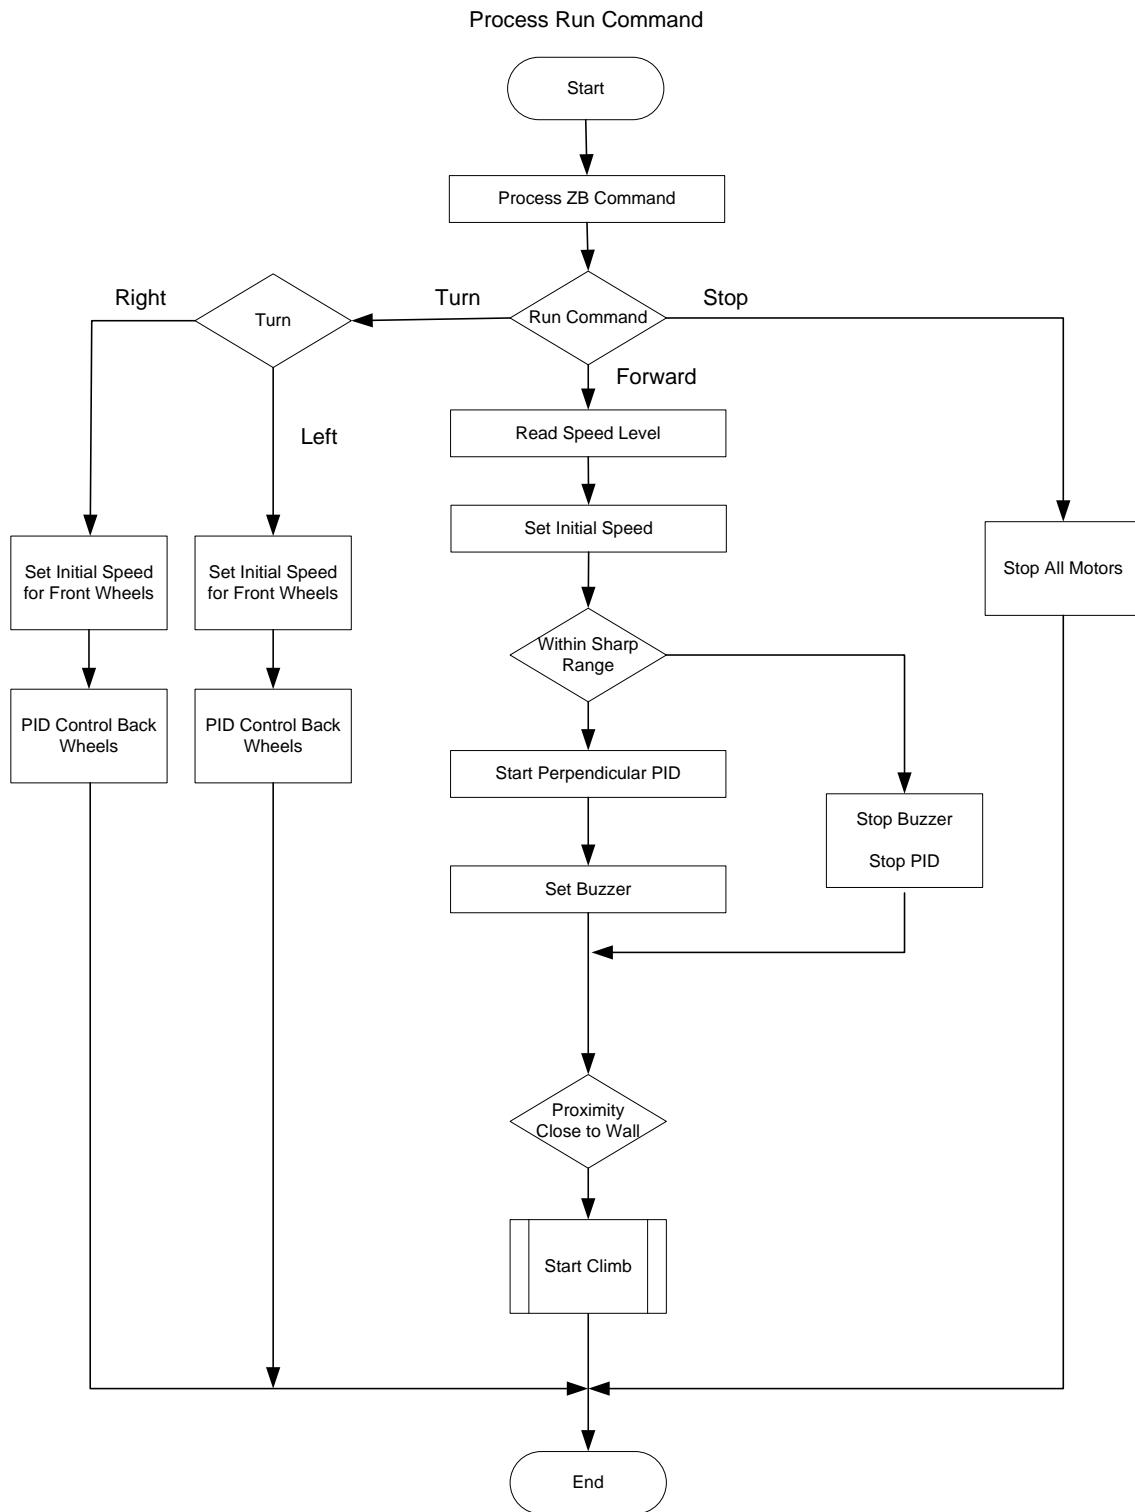 Process Run Command
Start
Process ZB Command
Right
Turn
Turn
Run Command
Stop
Forward
Left
Read Speed Level
Set Initial Speed
Set Initial Speed
for Front Wheels
Set Initial Speed
for Front Wheels
Stop All Motors
Within Sharp
Range
PID Control Back
Wheels
PID Control Back
Wheels
Start Perpendicular PID
Stop Buzzer
Stop PID
Set Buzzer
Proximity
Close to Wall
Start Climb
End